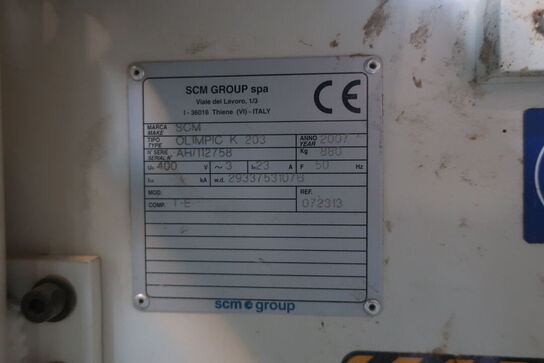 SCM GROUP spa
Viale del Lavoro, 1/3
I - 36016 Thiene (VI) - ITALY
CE
MARCA MAKE SCM
TIPO TYPE OLIMPIC K 203 ANNO YEAR 2007
N° SERIE SERIAL N° AH/112758 Kg 880
400 V ~ 3 23 A F 50 Hz
kA w.d. 29337531078
MOD. REF.
COMP. T-E 072313
scm group